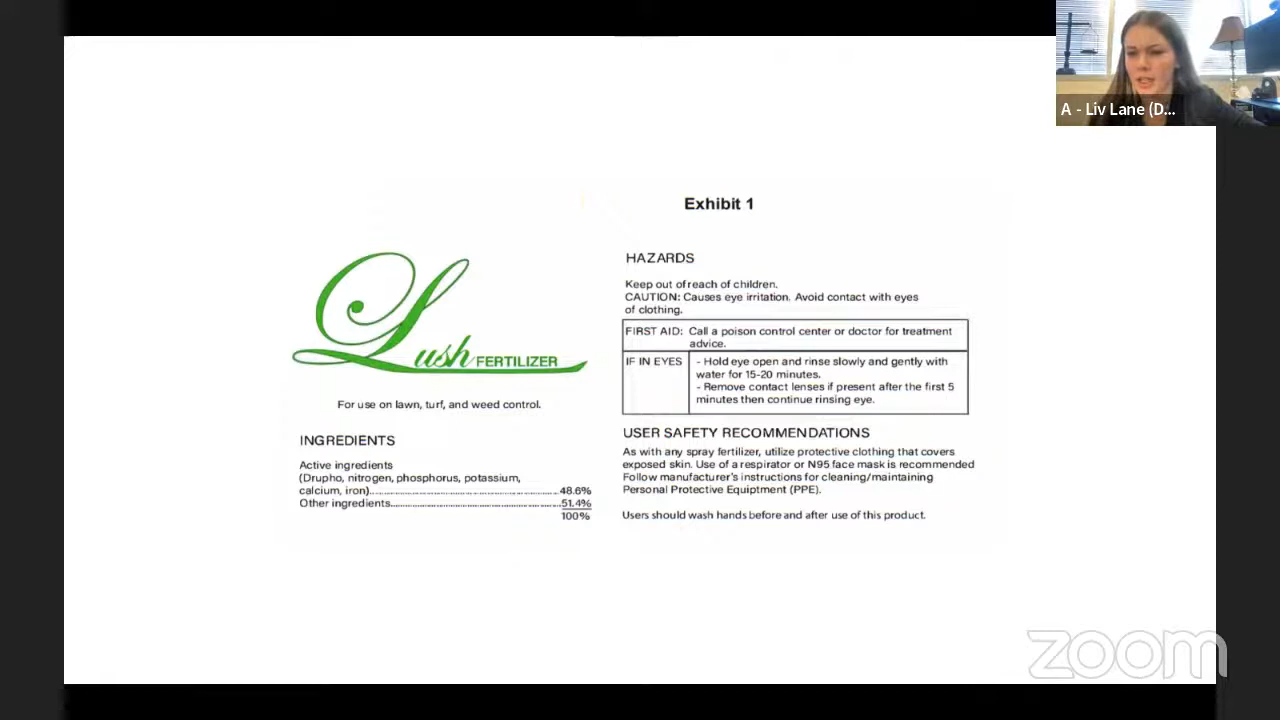 A - Liv Lane (D...
Exhibit 1
Lush FERTILIZER
For use on lawn, turf, and weed control.
INGREDIENTS
Active ingredients
(Drupho, nitrogen, phosphorus, potassium,
calcium, iron)..........................................................48.6%
Other ingredients....................................................51.4%
100%
HAZARDS
Keep out of reach of children.
CAUTION: Causes eye irritation. Avoid contact with eyes
of clothing.
FIRST AID: Call a poison control center or doctor for treatment
advice.
IF IN EYES - Hold eye open and rinse slowly and gently with
water for 15-20 minutes.
- Remove contact lenses if present after the first 5
minutes then continue rinsing eye.
USER SAFETY RECOMMENDATIONS
As with any spray fertilizer, utilize protective clothing that covers
exposed skin. Use of a respirator or N95 face mask is recommended
Follow manufacturer's instructions for cleaning/maintaining
Personal Protective Equiptment (PPE).
Users should wash hands before and after use of this product.
zoom